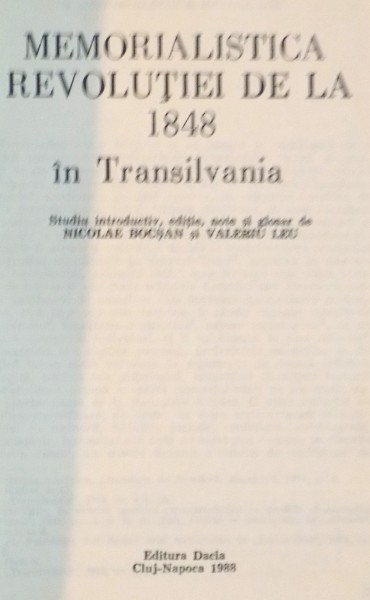 MEMORIALISTICA
REVOLUŢIEI DE LA
1848
în Transilvania
Studiu introductiv, ediţie, note şi glosar de
NICOLAE BOCŞAN şi VALERIU LEU
Editura Dacia
Cluj-Napoca 1988